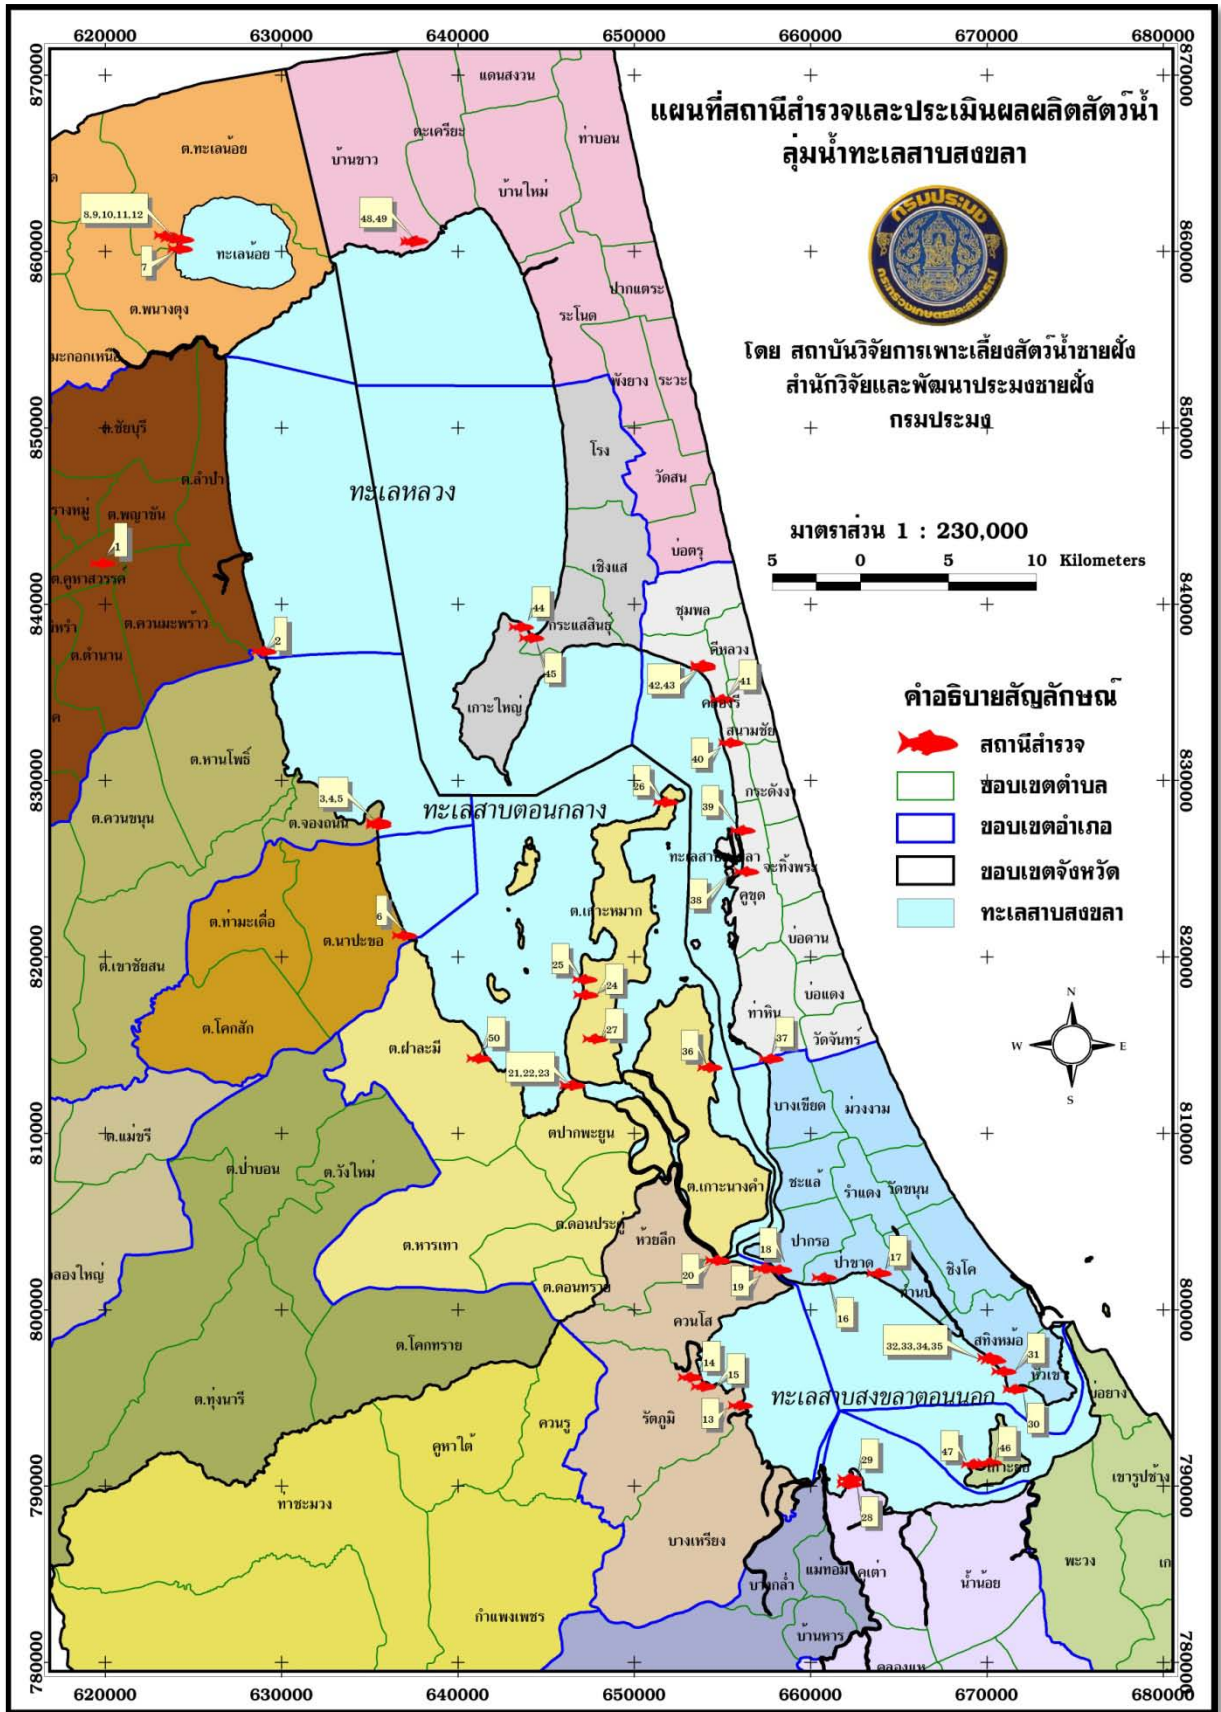 620000 630000 640000 650000 660000 670000 680000
870000 860000 850000 840000 830000 820000 810000 800000 790000 780000
แผนที่สถานีสำรวจและประเมินผลผลิตสัตว์น้ำ
ลุ่มน้ำทะเลสาบสงขลา
กรมประมง
โดย สถาบันวิจัยการเพาะเลี้ยงสัตว์น้ำชายฝั่ง
สำนักวิจัยและพัฒนาประมงชายฝั่ง
กรมประมง
มาตราส่วน 1 : 230,000
5 0 5 10 Kilometers
คำอธิบายสัญลักษณ์
สถานีสำรวจ
ขอบเขตตำบล
ขอบเขตอำเภอ
ขอบเขตจังหวัด
ทะเลสาบสงขลา
N
W E
S
แดนสงวน
ตะเครียะ
ท่าบอน
ต.ทะเลน้อย
บ้านขาว
บ้านใหม่
8,9,10,11,12
48,49
7
ทะเลน้อย
ปากแตระ
ต.พนางตุง
ระโนด
มะกอกเหนือ
พังยาง
ระวะ
ต.ชัยบุรี
โรง
ต.ลำปำ
วัดสน
ทะเลหลวง
ต.พญาขัน
1
บ่อตรุ
ต.คูหาสวรรค์
เชิงแส
44
ชุมพล
ต.ควนมะพร้าว
กระแสสินธุ์
2
ต.ตำนาน
คีหลวง
45
42,43
41
เกาะใหญ่
สนามชัย
40
ต.หานโพธิ์
3,4,5
26
กระดังงา
ทะเลสาบตอนกลาง
39
ต.ควนขนุน
ต.จองถนน
จะทิ้งพระ
38
คูขุด
6
ต.เกาะหมาก
ต.ท่ามะเดื่อ
ต.นาปะขอ
บ่อดาน
25
24
ต.เขาชัยสน
บ่อแดง
ท่าหิน
ต.โคกสัก
27
วัดจันทร์
50
ต.ฝาละมี
36
37
21,22,23
บางเขียด
ม่วงงาม
ต.แม่ขรี
ตปากพะยูน
ต.ป่าบอน
ต.วังใหม่
ชะแล้
รำแดง
วัดขนุน
ต.เกาะนางคำ
ต.ดอนประดู่
ห้วยลึก
ปากรอ
18
ต.หารเทา
ป่าขาด
17
ชิงโค
20
19
ต.ดอนทราย
16
ควนโส
สทิงหม้อ
32,33,34,35
31
ต.โคกทราย
14
15
หัวเขา
บ่อยาง
ทะเลสาบสงขลาตอนนอก
ต.ทุ่งนารี
รัตภูมิ
13
30
ควนรู
คูหาใต้
47
46
29
เขารูปช้าง
ท่าชะมวง
28
บางเหรียง
พะวง
แม่ทอม
คูเต่า
น้ำน้อย
บางกล่ำ
กำแพงเพชร
บ้านหาร